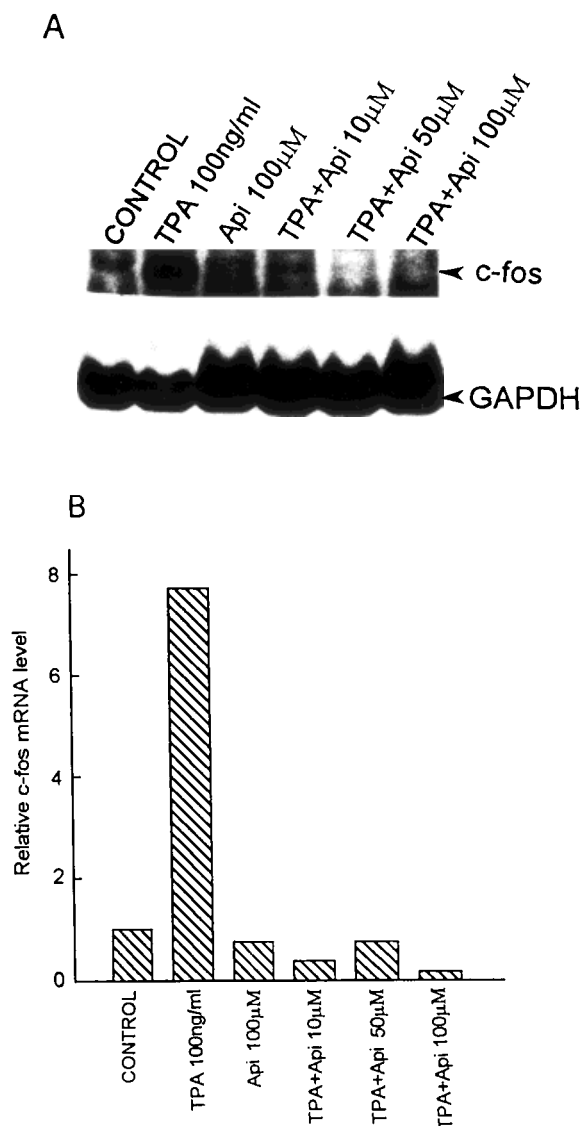 A
CONTROL
TPA 100ng/ml
Api 100μM
TPA+Api 10μM
TPA+Api 50μM
TPA+Api 100μM
c-fos
GAPDH
B
Relative c-fos mRNA level
8
6
4
2
0
CONTROL
TPA 100ng/ml
Api 100μM
TPA+Api 10μM
TPA+Api 50μM
TPA+Api 100μM